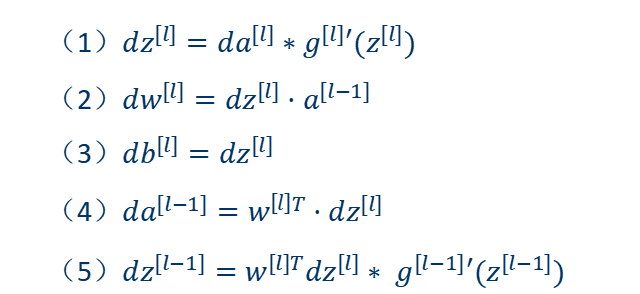 （1）dz^{[l]} = da^{[l]} * g^{[l]′}(z^{[l]})
（2）dw^{[l]} = dz^{[l]} · a^{[l−1]}
（3）db^{[l]} = dz^{[l]}
（4）da^{[l−1]} = w^{[l]T} · dz^{[l]}
（5）dz^{[l−1]} = w^{[l]T}dz^{[l]} * g^{[l−1]′}(z^{[l−1]})